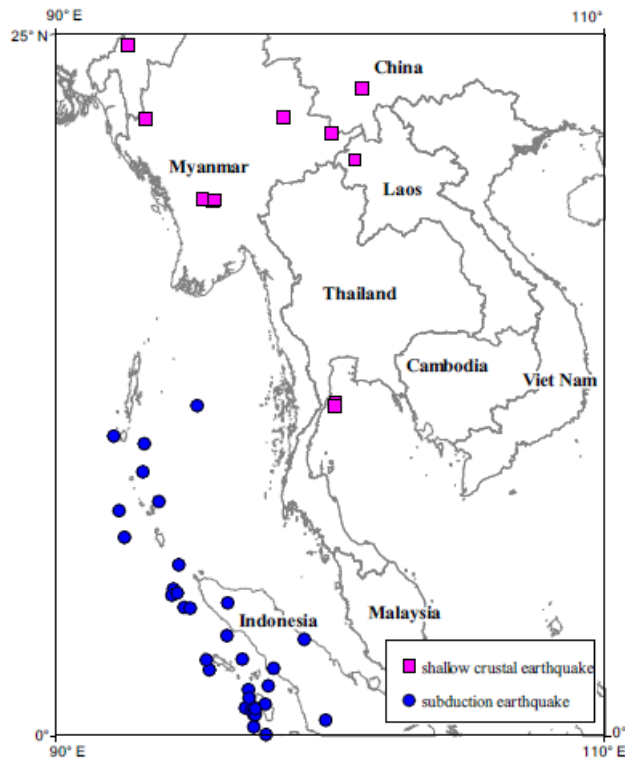 90° E
110°
25° N
China
Myanmar
Laos
Thailand
Cambodia
Viet Nam
Indonesia
Malaysia
shallow crustal earthquake
subduction earthquake
0°
0°
90° E
110° E